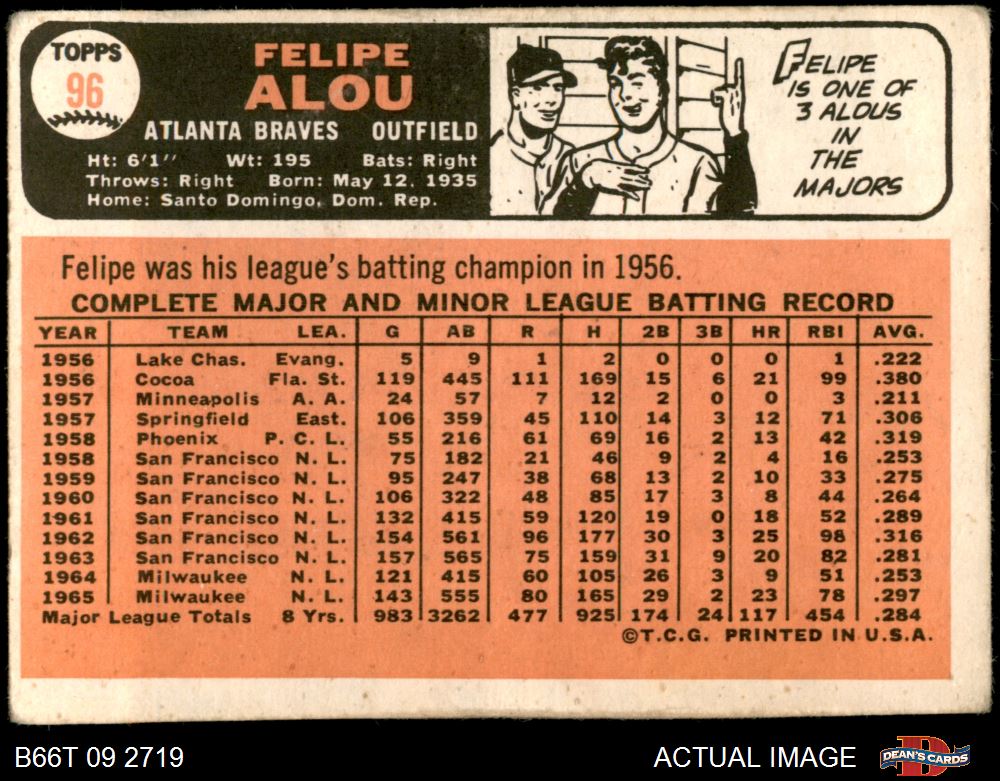 TOPPS
96
FELIPE
ALOU
ATLANTA BRAVES OUTFIELD
Ht: 6'1" Wt: 195 Bats: Right
Throws: Right Born: May 12, 1935
Home: Santo Domingo, Dom. Rep.
FELIPE
IS ONE OF
3 ALOUS
IN
THE
MAJORS
Felipe was his league's batting champion in 1956.
COMPLETE MAJOR AND MINOR LEAGUE BATTING RECORD
YEAR TEAM LEA. G AB R H 2B 3B HR RBI AVG.
1956 Lake Chas. Evang. 5 9 1 2 0 0 0 1 .222
1956 Cocoa Fla. St. 119 445 111 169 15 6 21 99 .380
1957 Minneapolis A. A. 24 57 7 12 2 0 0 3 .211
1957 Springfield East. 106 359 45 110 14 3 12 71 .306
1958 Phoenix P. C. L. 55 216 61 69 16 2 13 42 .319
1958 San Francisco N. L. 75 182 21 46 9 2 4 16 .253
1959 San Francisco N. L. 95 247 38 68 13 2 10 33 .275
1960 San Francisco N. L. 106 322 48 85 17 3 8 44 .264
1961 San Francisco N. L. 132 415 59 120 19 0 18 52 .289
1962 San Francisco N. L. 154 561 96 177 30 3 25 98 .316
1963 San Francisco N. L. 157 565 75 159 31 9 20 82 .281
1964 Milwaukee N. L. 121 415 60 105 26 3 9 51 .253
1965 Milwaukee N. L. 143 555 80 165 29 2 23 78 .297
Major League Totals 8 Yrs. 983 3262 477 925 174 24 117 454 .284
©T.C.G. PRINTED IN U.S.A.
B66T 09 2719 ACTUAL IMAGE DEAN'S CARDS